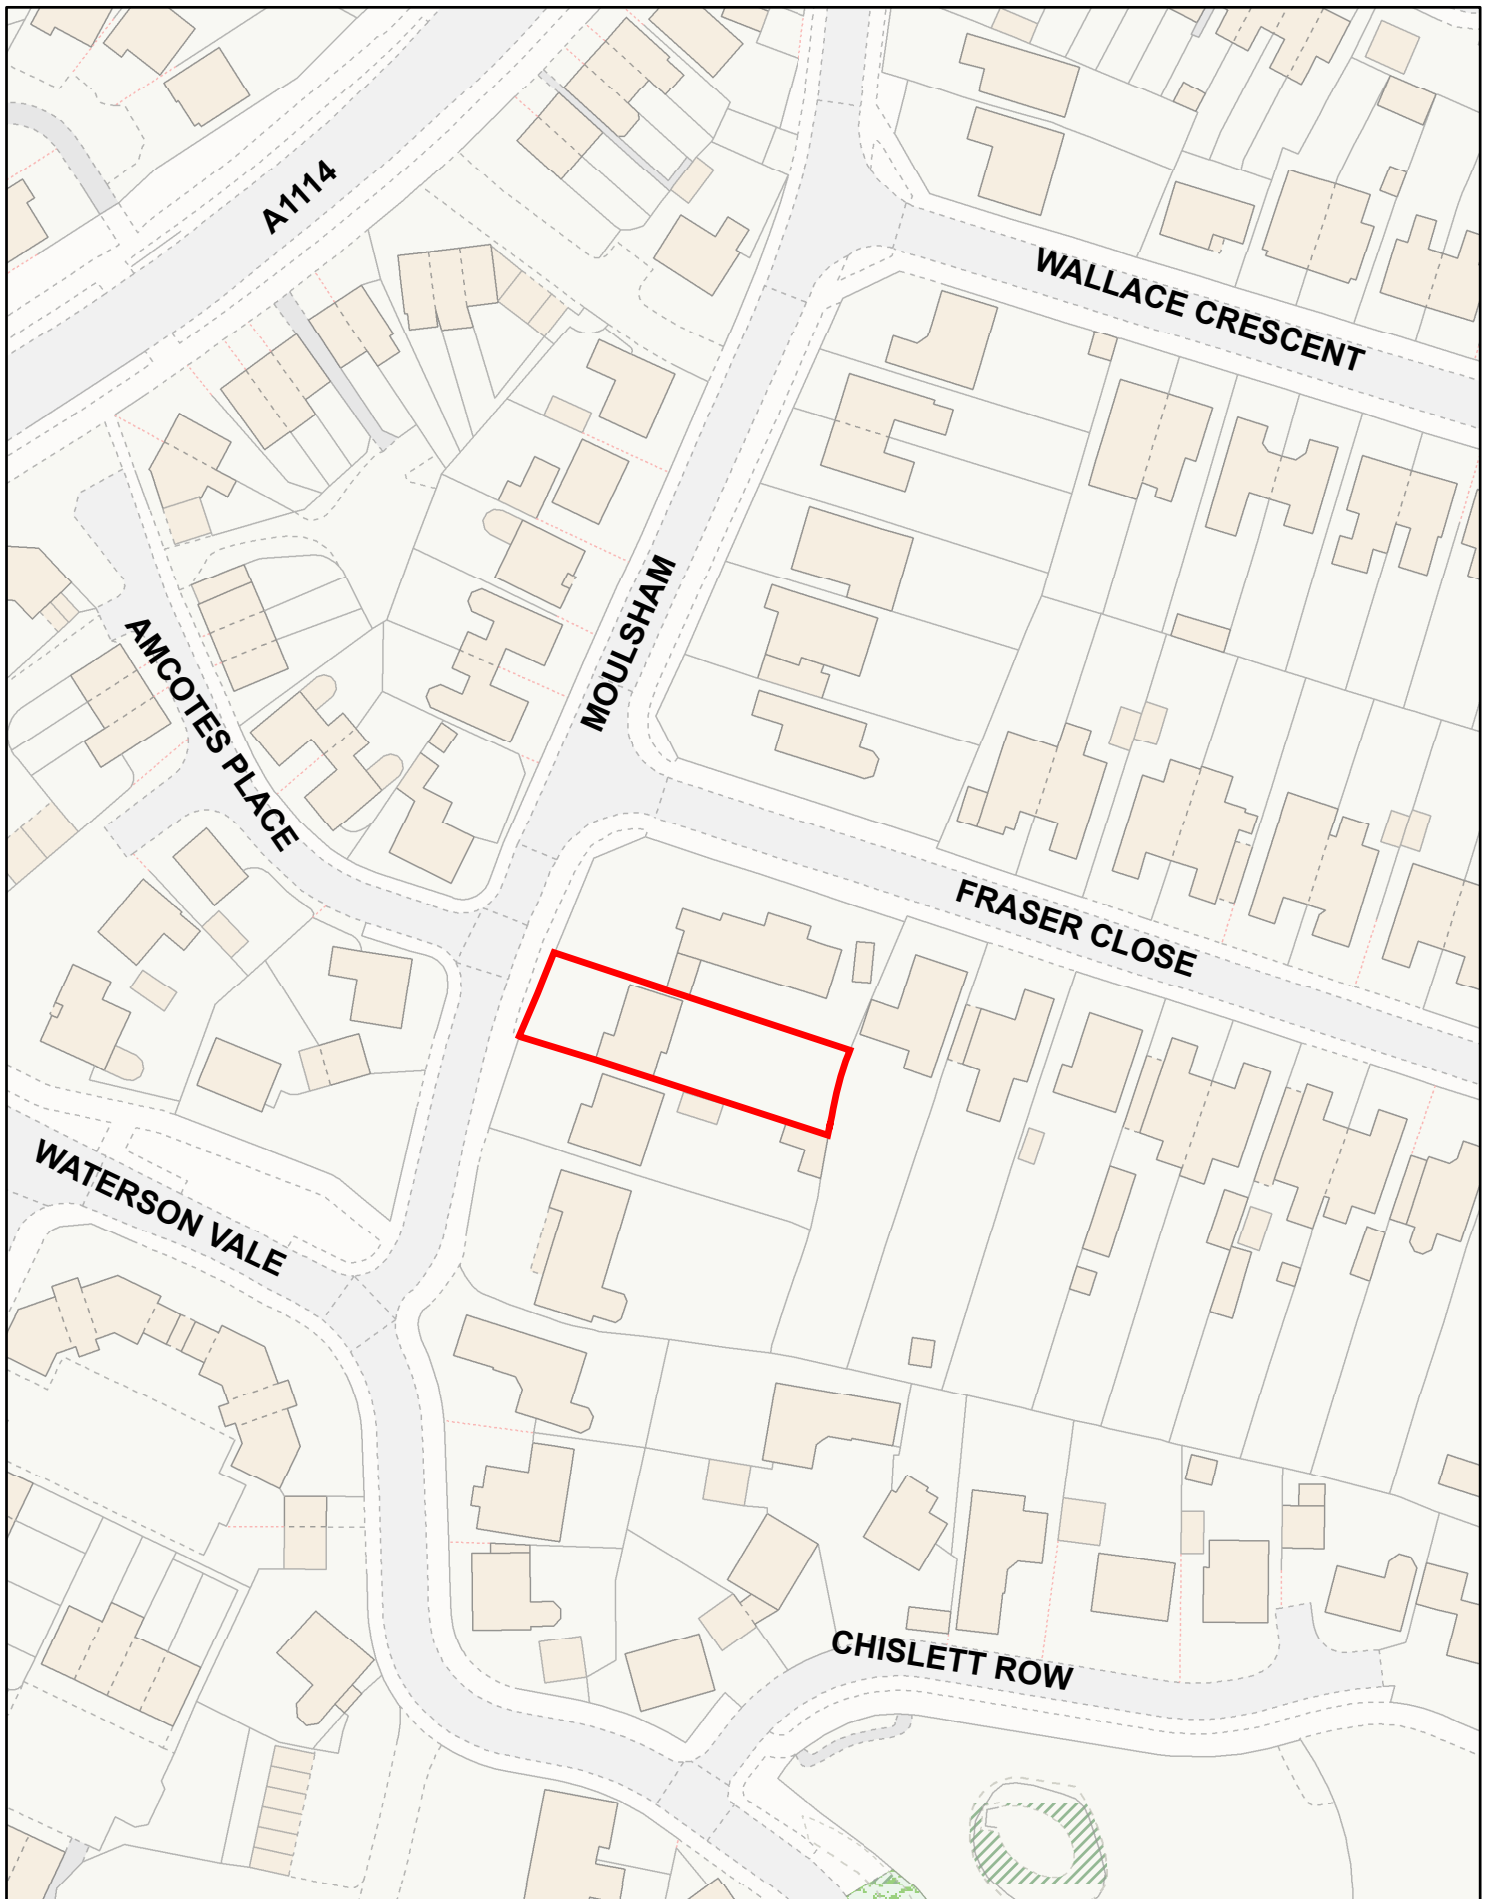 A1114
WALLACE CRESCENT
MOULSHAM
AMCOTES PLACE
FRASER CLOSE
WATERSON VALE
CHISLETT ROW